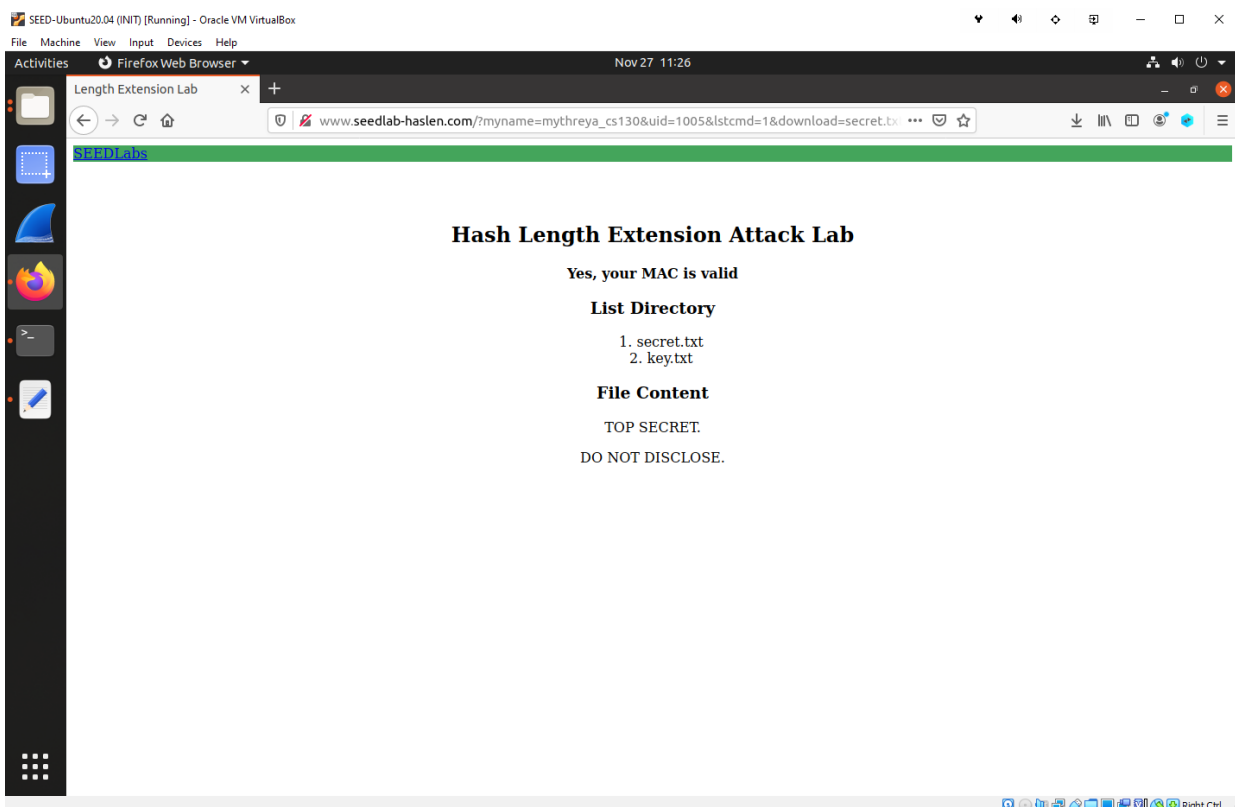 SEED-Ubuntu20.04 (INIT) [Running] - Oracle VM VirtualBox
File Machine View Input Devices Help
Activities Firefox Web Browser Nov 27 11:26
Length Extension Lab
www.seedlab-haslen.com/?myname=mythreya_cs130&uid=1005&lstcmd=1&download=secret.tx
SEEDLabs
Hash Length Extension Attack Lab
Yes, your MAC is valid
List Directory
1. secret.txt
2. key.txt
File Content
TOP SECRET.
DO NOT DISCLOSE.
Right Ctrl